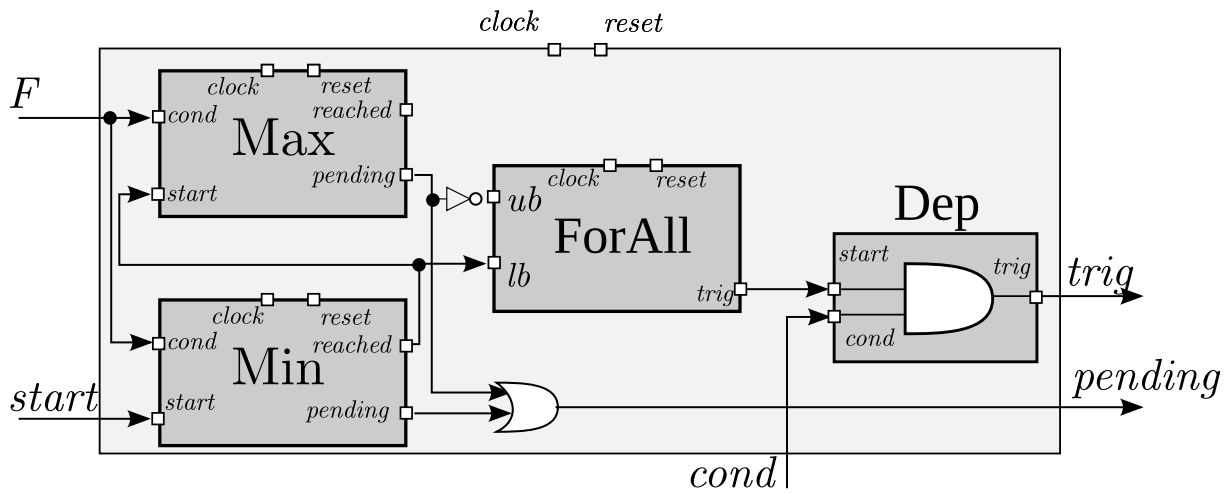 clock reset
F
clock reset
reached
cond
Max
pending
start
clock reset
ub
ForAll
lb
trig
Dep
start
trig
cond
trig
clock reset
cond
reached
Min
start
pending
start
pending
cond